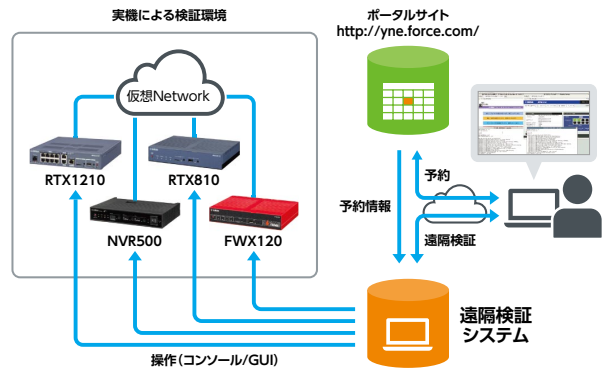 実機による検証環境
仮想Network
RTX1210
RTX810
NVR500
FWX120
操作（コンソール/GUI）
ポータルサイト
http://yne.force.com/
予約
予約情報
遠隔検証
遠隔検証
システム